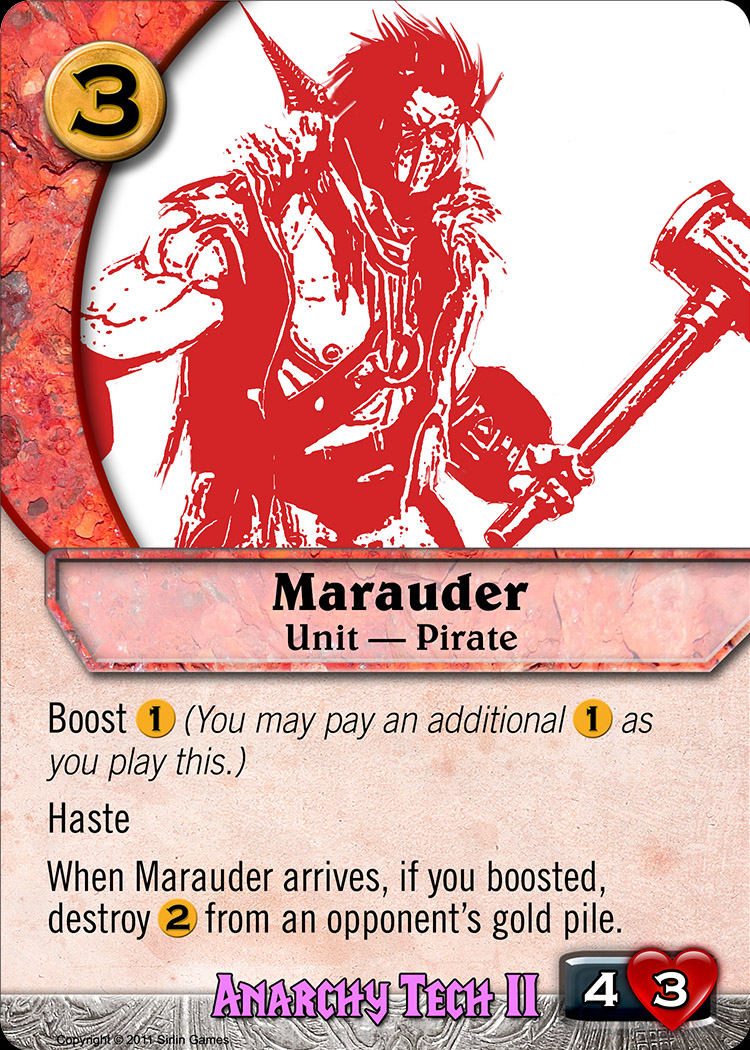 3
Marauder
Unit — Pirate
Boost 1 (You may pay an additional 1 as
you play this.)
Haste
When Marauder arrives, if you boosted,
destroy 2 from an opponent's gold pile.
Anarchy Tech II
4 3
Copyright © 2011 Sirlin Games